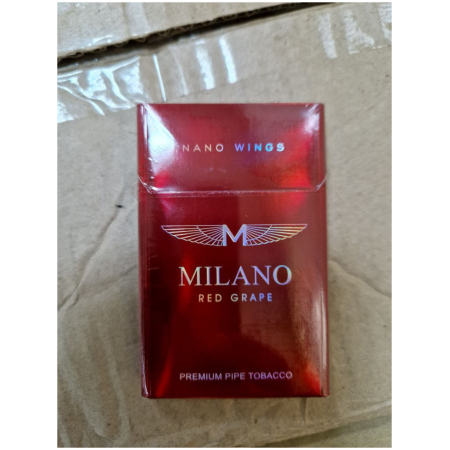 NANO WINGS
M
MILANO
RED GRAPE
PREMIUM PIPE TOBACCO